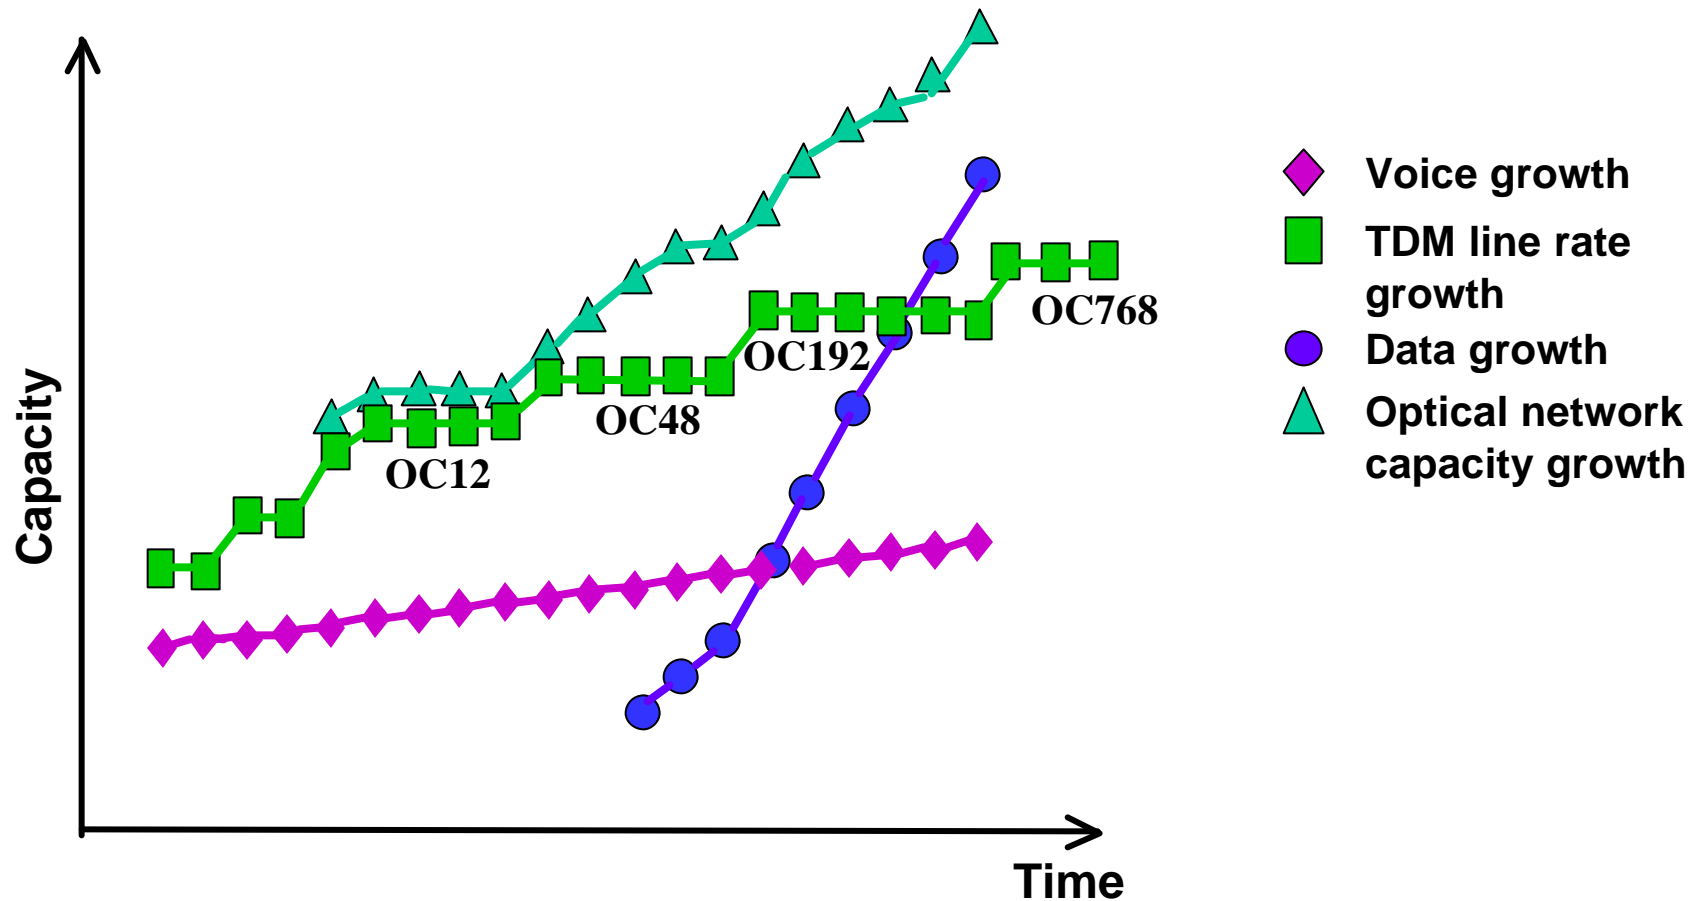 Capacity
OC12
OC48
OC192
OC768
Time
Voice growth
TDM line rate
growth
Data growth
Optical network
capacity growth